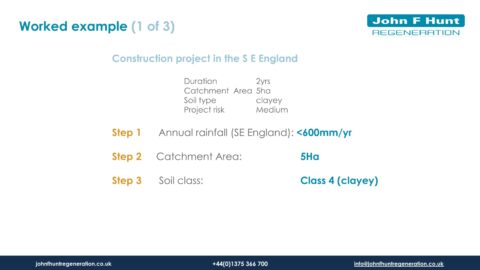 Worked example (1 of 3)
John F Hunt
REGENERATION
Construction project in the S E England
Duration 2yrs
Catchment Area 5ha
Soil type clayey
Project risk Medium
Step 1 Annual rainfall (SE England): <600mm/yr
Step 2 Catchment Area: 5Ha
Step 3 Soil class: Class 4 (clayey)
johnfhuntregeneration.co.uk +44(0)1375 366 700 info@johnfhuntregeneration.co.uk